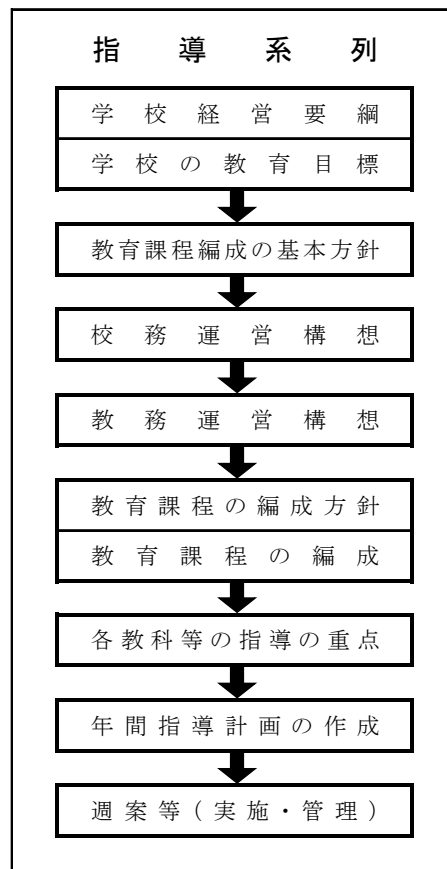 指導系列
学校経営要綱
学校の教育目標
教育課程編成の基本方針
校務運営構想
教務運営構想
教育課程の編成方針
教育課程の編成
各教科等の指導の重点
年間指導計画の作成
週案等(実施・管理)